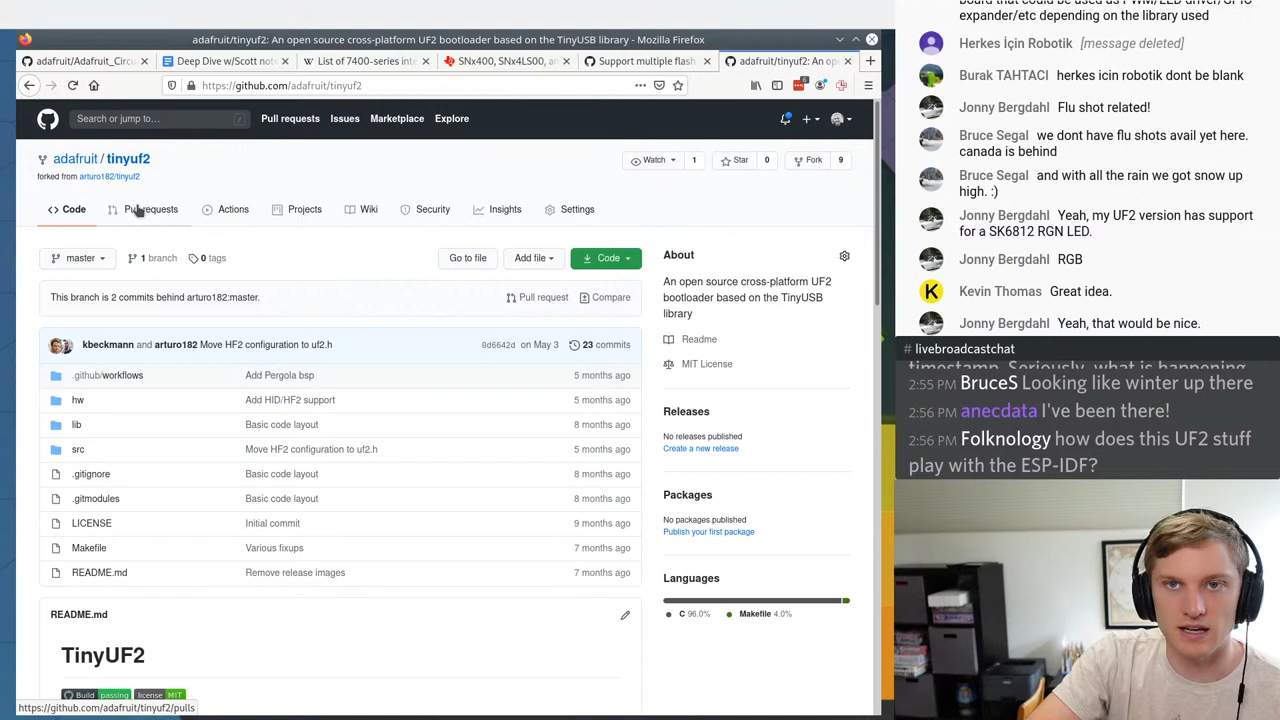 adafruit/tinyuf2: An open source cross-platform UF2 bootloader based on the TinyUSB library - Mozilla Firefox
adafruit/Adafruit_Circu
Deep Dive w/Scott note
List of 7400-series inte
SNx400, SNx4LS00, an
Support multiple flash
adafruit/tinyuf2: An ope
https://github.com/adafruit/tinyuf2
Search or jump to…
Pull requests
Issues
Marketplace
Explore
adafruit / tinyuf2
forked from arturo182/tinyuf2
Watch 1
Star 0
Fork 9
Code
Pull requests
Actions
Projects
Wiki
Security
Insights
Settings
master
1 branch
0 tags
Go to file
Add file
Code
This branch is 2 commits behind arturo182:master.
Pull request
Compare
kbeckmann and arturo182 Move HF2 configuration to uf2.h
0d6642d on May 3
23 commits
.github/workflows Add Pergola bsp 5 months ago
hw Add HID/HF2 support 5 months ago
lib Basic code layout 8 months ago
src Move HF2 configuration to uf2.h 5 months ago
.gitignore Basic code layout 8 months ago
.gitmodules Basic code layout 8 months ago
LICENSE Initial commit 9 months ago
Makefile Various fixups 7 months ago
README.md Remove release images 7 months ago
README.md
TinyUF2
Build passing license MIT
https://github.com/adafruit/tinyuf2/pulls
About
An open source cross-platform UF2
bootloader based on the TinyUSB
library
Readme
MIT License
Releases
No releases published
Create a new release
Packages
No packages published
Publish your first package
Languages
C 96.0% Makefile 4.0%
board that could be used as PWM/LED driver/GPIO
expander/etc depending on the library used
Herkes İçin Robotik [message deleted]
Burak TAHTACI herkes icin robotik dont be blank
Jonny Bergdahl Flu shot related!
Bruce Segal we dont have flu shots avail yet here.
canada is behind
Bruce Segal and with all the rain we got snow up
high. :)
Jonny Bergdahl Yeah, my UF2 version has support
for a SK6812 RGN LED.
Jonny Bergdahl RGB
K Kevin Thomas Great idea.
Jonny Bergdahl Yeah, that would be nice.
# livebroadcastchat
timestamp. Seriously, what is happening
2:55 PM BruceS Looking like winter up there
2:56 PM anecdata I've been there!
2:56 PM Folknology how does this UF2 stuff
play with the ESP-IDF?